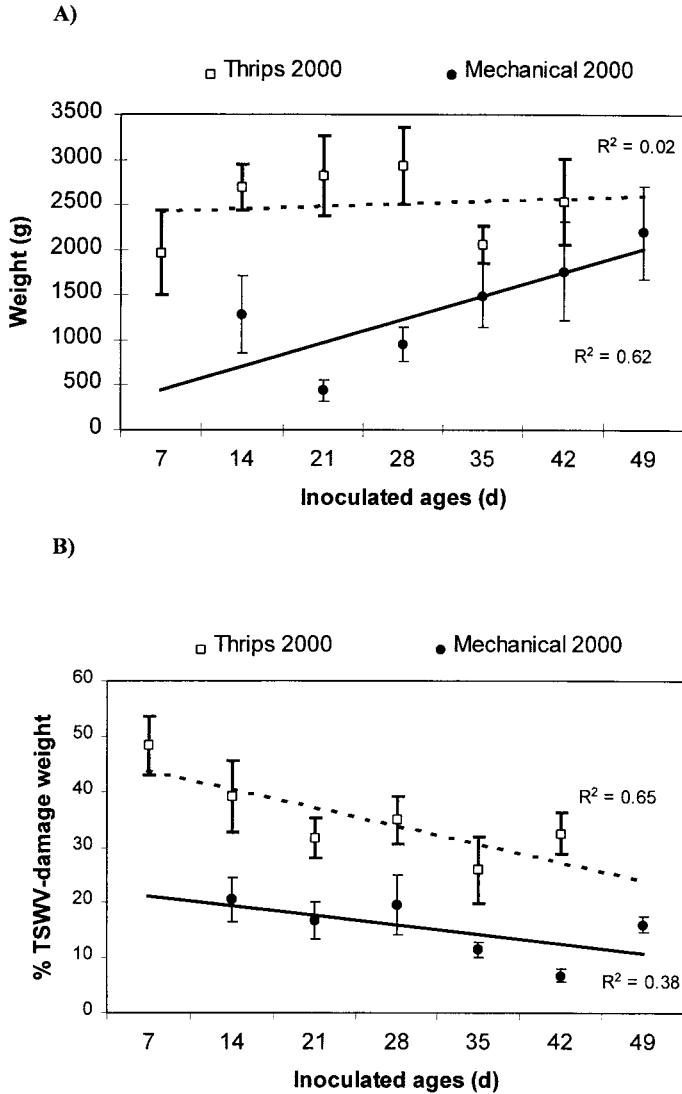 A)
Thrips 2000 Mechanical 2000
3500
3000
2500
2000
1500
1000
500
0
Weight (g)
R² = 0.02
R² = 0.62
7 14 21 28 35 42 49
Inoculated ages (d)
B)
Thrips 2000 Mechanical 2000
60
50
40
30
20
10
0
% TSWV-damage weight
R² = 0.65
R² = 0.38
7 14 21 28 35 42 49
Inoculated ages (d)